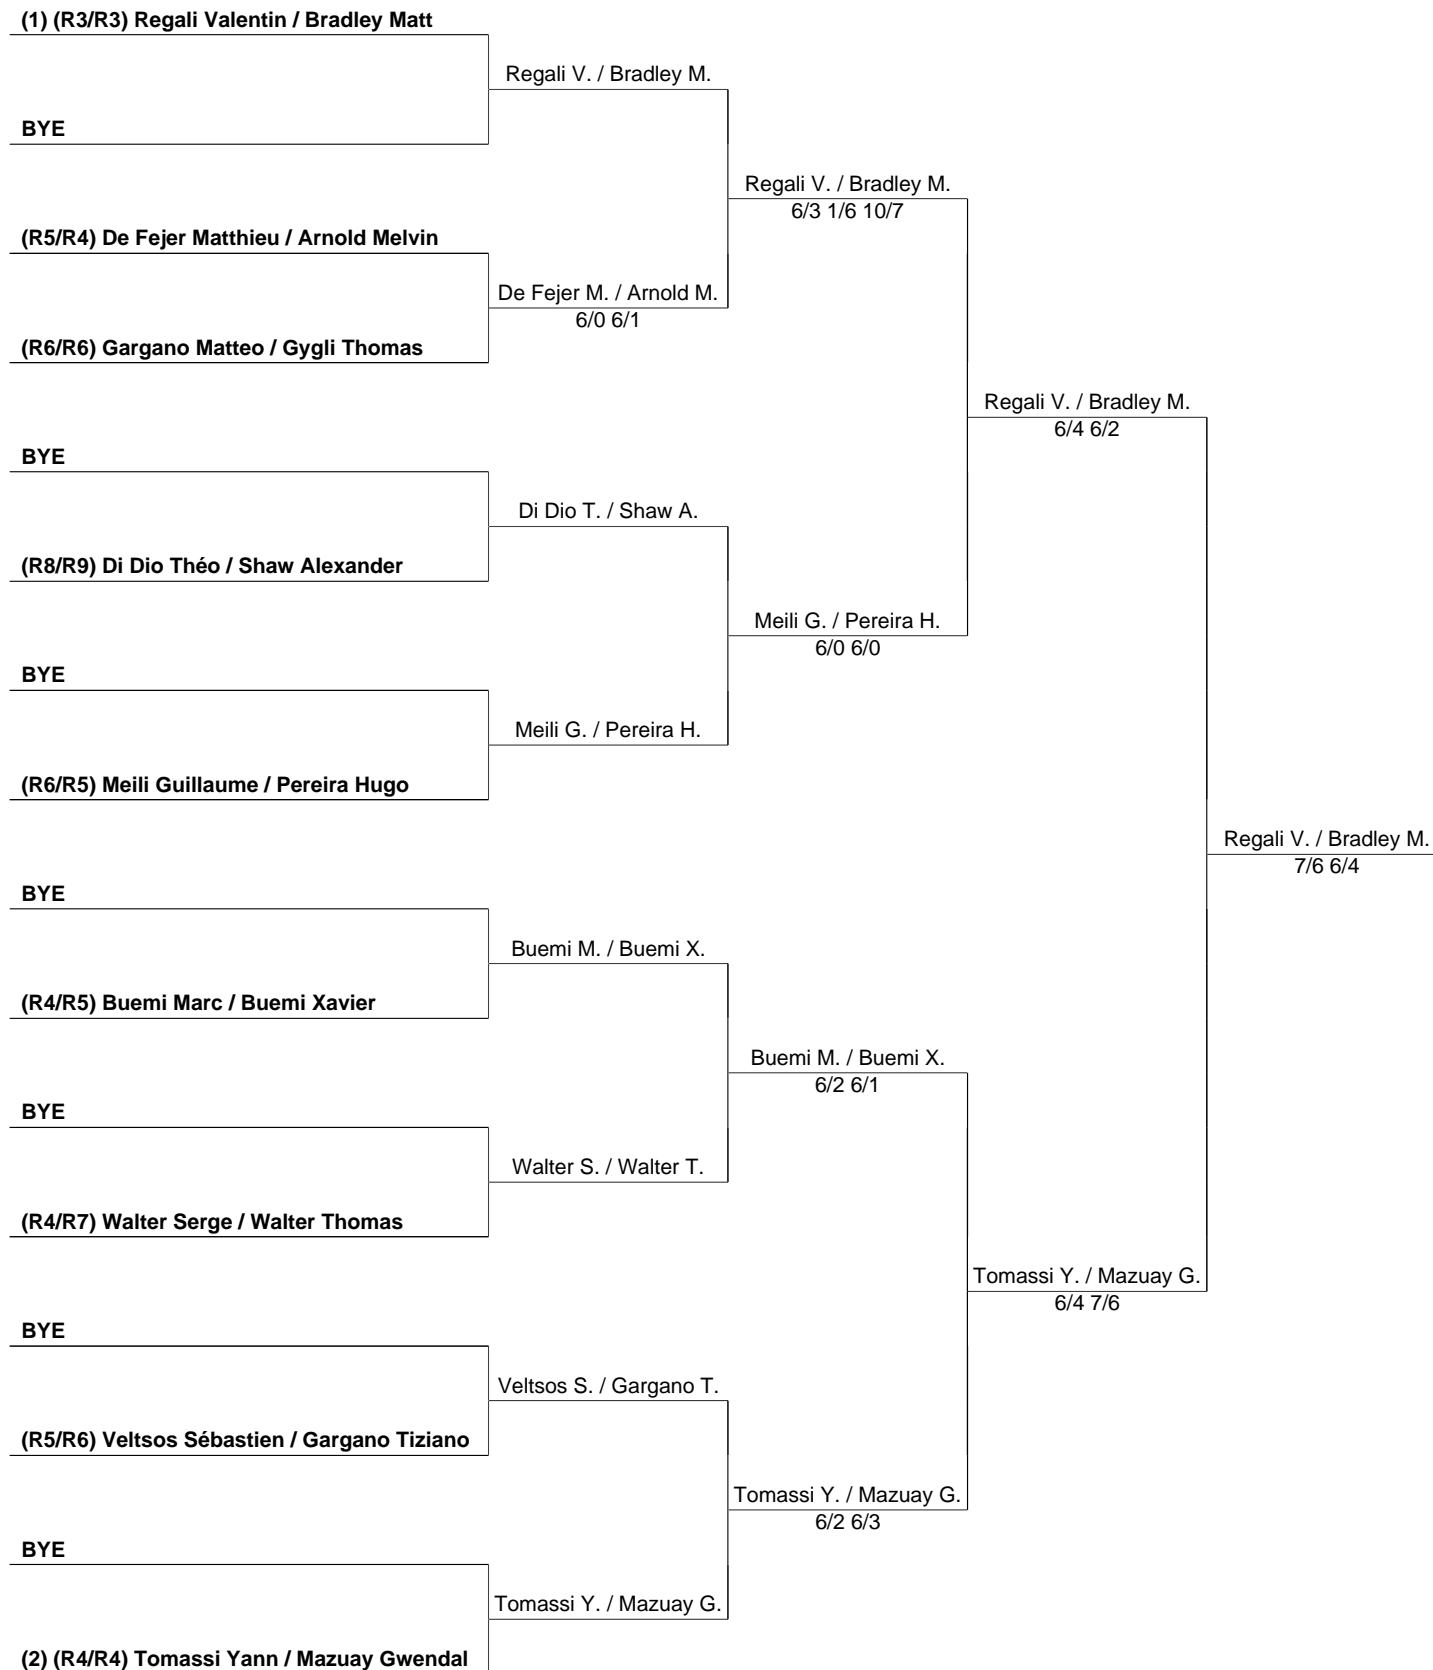 (1) (R3/R3) Regali Valentin / Bradley Matt
Regali V. / Bradley M.
BYE
Regali V. / Bradley M.
6/3 1/6 10/7
(R5/R4) De Fejer Matthieu / Arnold Melvin
De Fejer M. / Arnold M.
6/0 6/1
(R6/R6) Gargano Matteo / Gygli Thomas
Regali V. / Bradley M.
6/4 6/2
BYE
Di Dio T. / Shaw A.
(R8/R9) Di Dio Théo / Shaw Alexander
Meili G. / Pereira H.
6/0 6/0
BYE
Meili G. / Pereira H.
(R6/R5) Meili Guillaume / Pereira Hugo
Regali V. / Bradley M.
7/6 6/4
BYE
Buemi M. / Buemi X.
(R4/R5) Buemi Marc / Buemi Xavier
Buemi M. / Buemi X.
6/2 6/1
BYE
Walter S. / Walter T.
(R4/R7) Walter Serge / Walter Thomas
Tomassi Y. / Mazuay G.
6/4 7/6
BYE
Veltsos S. / Gargano T.
(R5/R6) Veltsos Sébastien / Gargano Tiziano
Tomassi Y. / Mazuay G.
6/2 6/3
BYE
Tomassi Y. / Mazuay G.
(2) (R4/R4) Tomassi Yann / Mazuay Gwendal